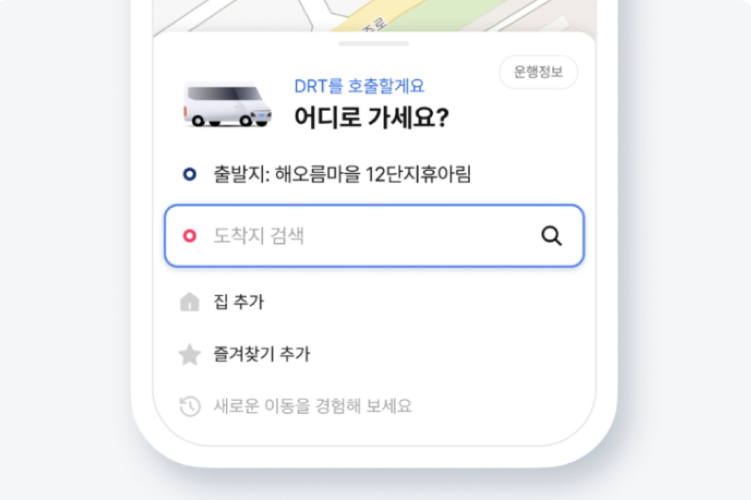 운행정보
DRT를 호출할게요
어디로 가세요?
출발지: 해오름마을 12단지휴아림
도착지 검색
집 추가
즐겨찾기 추가
새로운 이동을 경험해 보세요